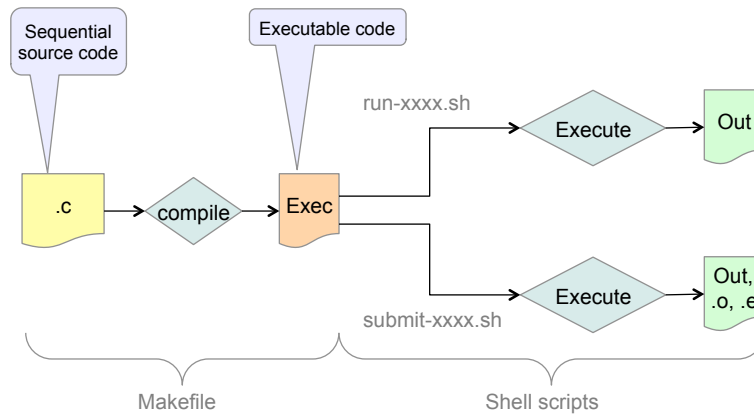 Sequential
source code
Executable code
run-xxxx.sh
Execute
Out
.c
compile
Exec
Execute
Out,
.o, .e
submit-xxxx.sh
Makefile
Shell scripts